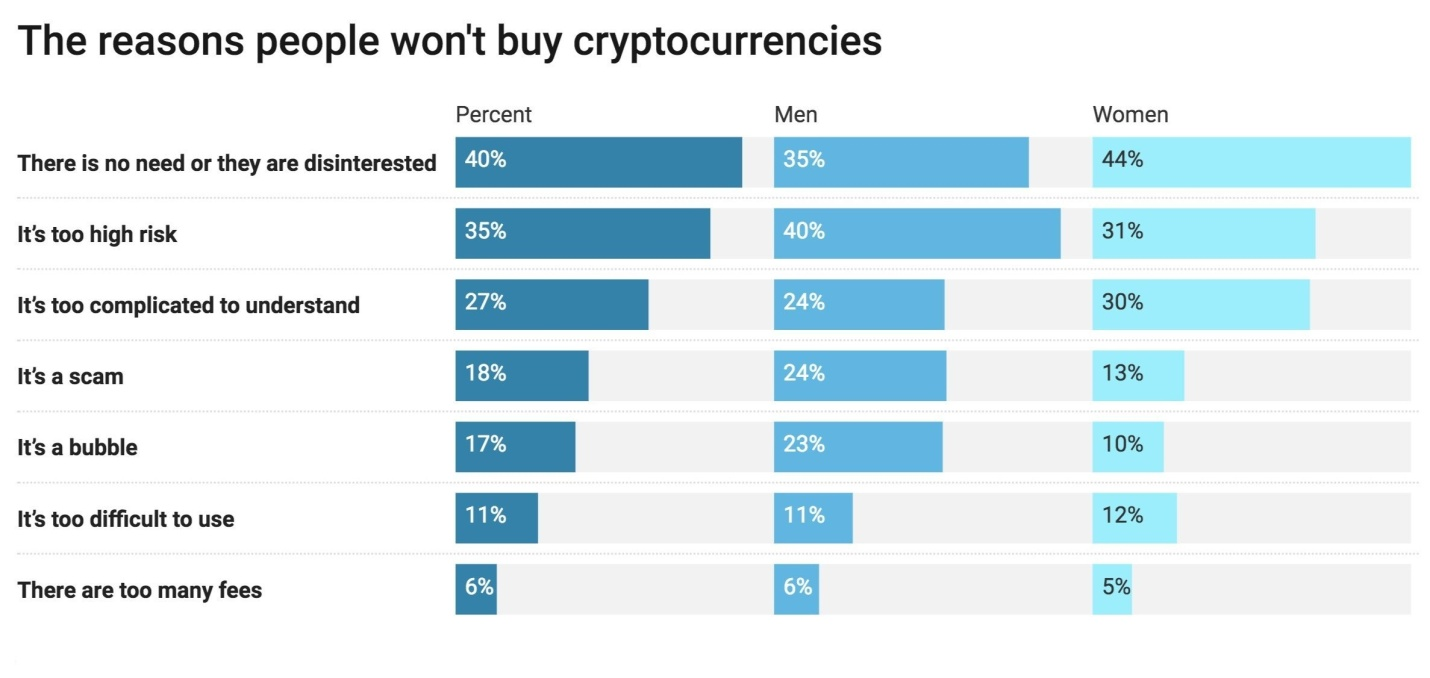 The reasons people won't buy cryptocurrencies
Percent Men Women
There is no need or they are disinterested 40% 35% 44%
It’s too high risk 35% 40% 31%
It’s too complicated to understand 27% 24% 30%
It’s a scam 18% 24% 13%
It’s a bubble 17% 23% 10%
It’s too difficult to use 11% 11% 12%
There are too many fees 6% 6% 5%